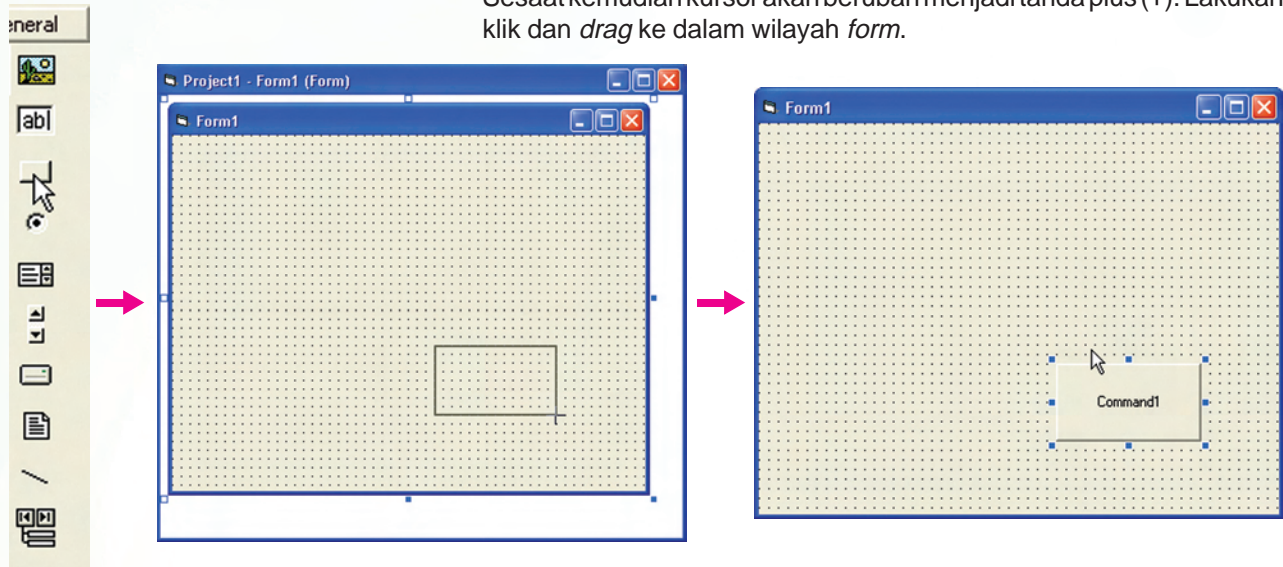 Sesaat kemudian kursor akan berubah menjadi tanda plus (+). Lakukan
klik dan drag ke dalam wilayah form.
eneral
abl
Project1 - Form1 (Form)
Form1
Form1
Command1